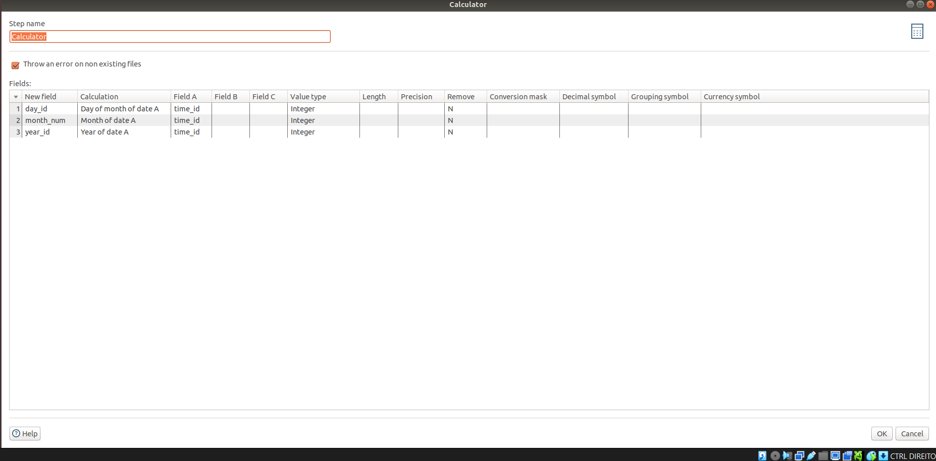 Calculator
Step name
Calculator
Throw an error on non existing files
Fields:
New field Calculation Field A Field B Field C Value type Length Precision Remove Conversion mask Decimal symbol Grouping symbol Currency symbol
1 day_id Day of month of date A time_id Integer N
2 month_num Month of date A time_id Integer N
3 year_id Year of date A time_id Integer N
Help OK Cancel
CTRL DIREITO